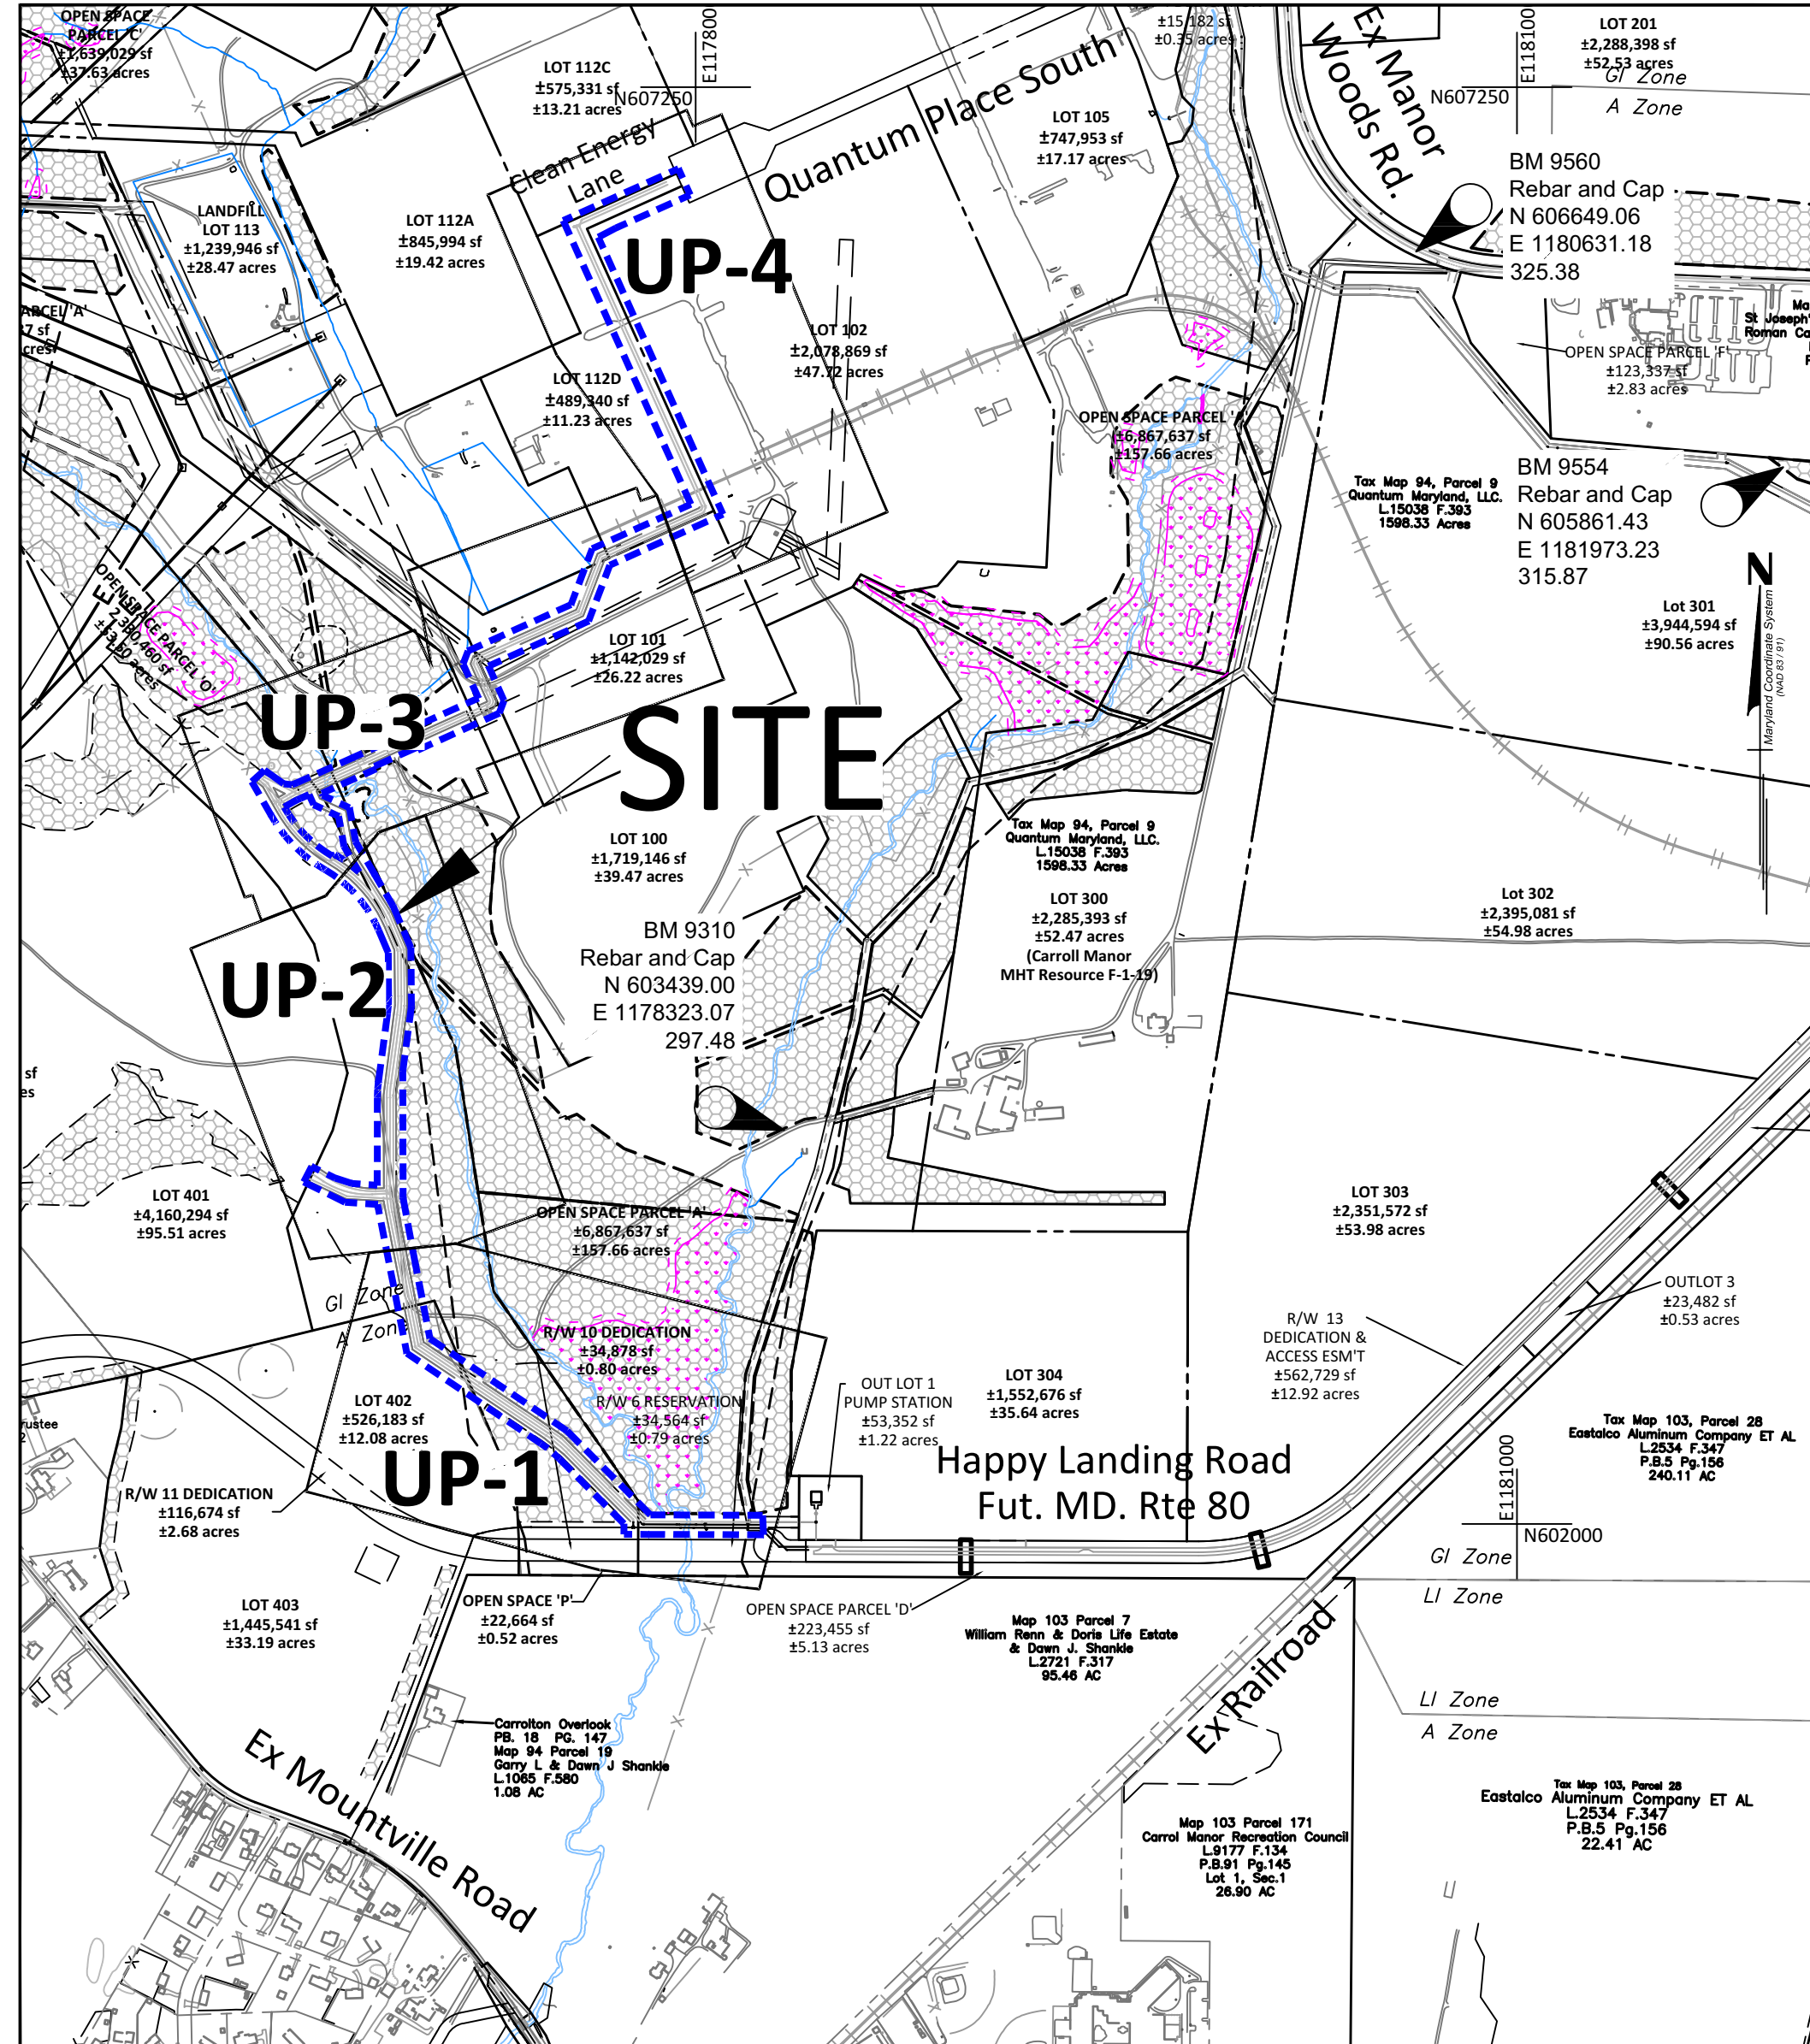 OPEN SPACE
PARCEL 'C'
±1,639,029 sf
±37.63 acres
LOT 112C
±575,331 sf
±13.21 acres
E117800
N607250
Clean Energy
Lane
Quantum Place South
±15,182 sf
±0.35 acres
LOT 105
±747,953 sf
±17.17 acres
Ex Manor
Woods Rd.
E118100
N607250
LOT 201
±2,288,398 sf
±52.53 acres
GI Zone
A Zone
BM 9560
Rebar and Cap
N 606649.06
E 1180631.18
325.38
LANDFILL
LOT 113
±1,239,946 sf
±28.47 acres
LOT 112A
±845,994 sf
±19.42 acres
UP-4
LOT 102
±2,078,869 sf
±47.72 acres
LOT 112D
±489,340 sf
±11.23 acres
ARCEL 'A'
7 sf
cres
Ma
St Joseph'
Roman Ca
OPEN SPACE PARCEL 'F'
±123,337 sf
±2.83 acres
OPEN SPACE PARCEL '
±6,867,637 sf
±157.66 acres
Tax Map 94, Parcel 9
Quantum Maryland, LLC.
L.15038 F.393
1598.33 Acres
BM 9554
Rebar and Cap
N 605861.43
E 1181973.23
315.87
N
Maryland Coordinate System
(NAD 83 / 91)
Lot 301
±3,944,594 sf
±90.56 acres
OPEN SPACE PARCEL 'O'
LOT 101
±1,142,029 sf
±26.22 acres
UP-3
SITE
LOT 100
±1,719,146 sf
±39.47 acres
Tax Map 94, Parcel 9
Quantum Maryland, LLC.
L.15038 F.393
1598.33 Acres
LOT 300
±2,285,393 sf
±52.47 acres
(Carroll Manor
MHT Resource F-1-19)
Lot 302
±2,395,081 sf
±54.98 acres
BM 9310
Rebar and Cap
N 603439.00
E 1178323.07
297.48
UP-2
sf
es
LOT 401
±4,160,294 sf
±95.51 acres
OPEN SPACE PARCEL 'A'
±6,867,637 sf
±157.66 acres
LOT 303
±2,351,572 sf
±53.98 acres
GI Zone
A Zone
OUTLOT 3
±23,482 sf
±0.53 acres
R/W 10 DEDICATION
±34,878 sf
±0.80 acres
R/W 13
DEDICATION &
ACCESS ESM'T
±562,729 sf
±12.92 acres
R/W 6 RESERVATION
±34,564 sf
±0.79 acres
OUT LOT 1
PUMP STATION
±53,352 sf
±1.22 acres
LOT 304
±1,552,676 sf
±35.64 acres
LOT 402
±526,183 sf
±12.08 acres
rustee
Tax Map 103, Parcel 28
Eastalco Aluminum Company ET AL
L.2534 F.347
P.B.5 Pg.156
240.11 AC
UP-1
Happy Landing Road
Fut. MD. Rte 80
R/W 11 DEDICATION
±116,674 sf
±2.68 acres
E1181000
N602000
GI Zone
LI Zone
LOT 403
±1,445,541 sf
±33.19 acres
OPEN SPACE 'P'
±22,664 sf
±0.52 acres
OPEN SPACE PARCEL 'D'
±223,455 sf
±5.13 acres
Map 103 Parcel 7
William Renn & Doris Life Estate
& Dawn J. Shankle
L.2721 F.317
95.46 AC
Ex Railroad
LI Zone
A Zone
Carrolton Overlook
PB. 18 PG. 147
Map 94 Parcel 19
Garry L & Dawn J Shankle
L.1065 F.580
1.08 AC
Ex Mountville Road
Tax Map 103, Parcel 28
Eastalco Aluminum Company ET AL
L.2534 F.347
P.B.5 Pg.156
22.41 AC
Map 103 Parcel 171
Carrol Manor Recreation Council
L.9177 F.134
P.B.91 Pg.145
Lot 1, Sec.1
26.90 AC